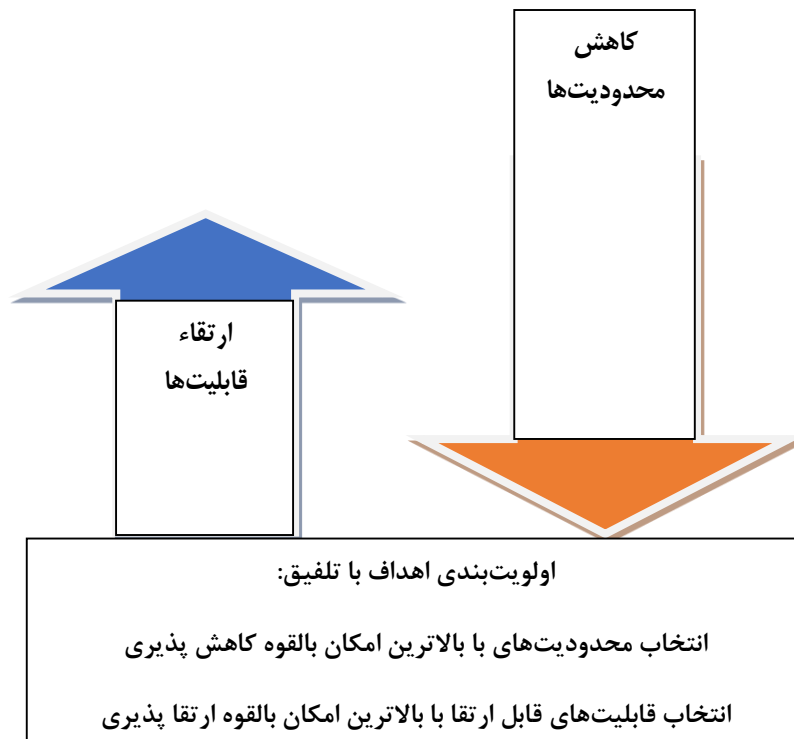 کاهش
محدودیت‌ها
ارتقاء
قابلیت‌ها
اولویت‌بندی اهداف با تلفیق:
انتخاب محدودیت‌های با بالاترین امکان بالقوه کاهش پذیری
انتخاب قابلیت‌های قابل ارتقا با بالاترین امکان بالقوه ارتقا پذیری